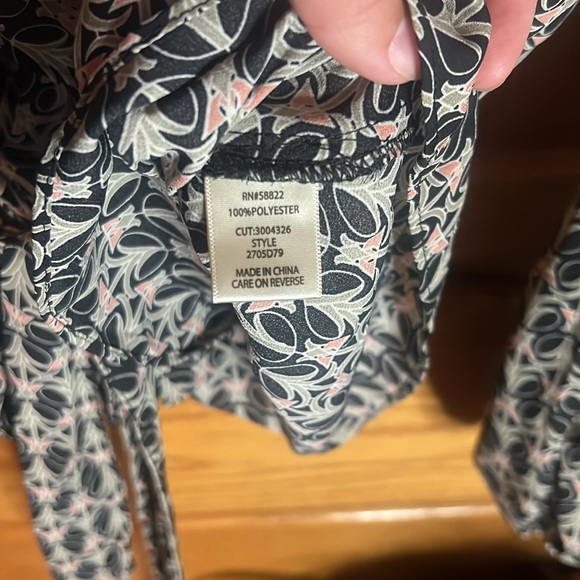 RN#58822
100%POLYESTER
CUT:3004326
STYLE
2705D79
MADE IN CHINA
CARE ON REVERSE